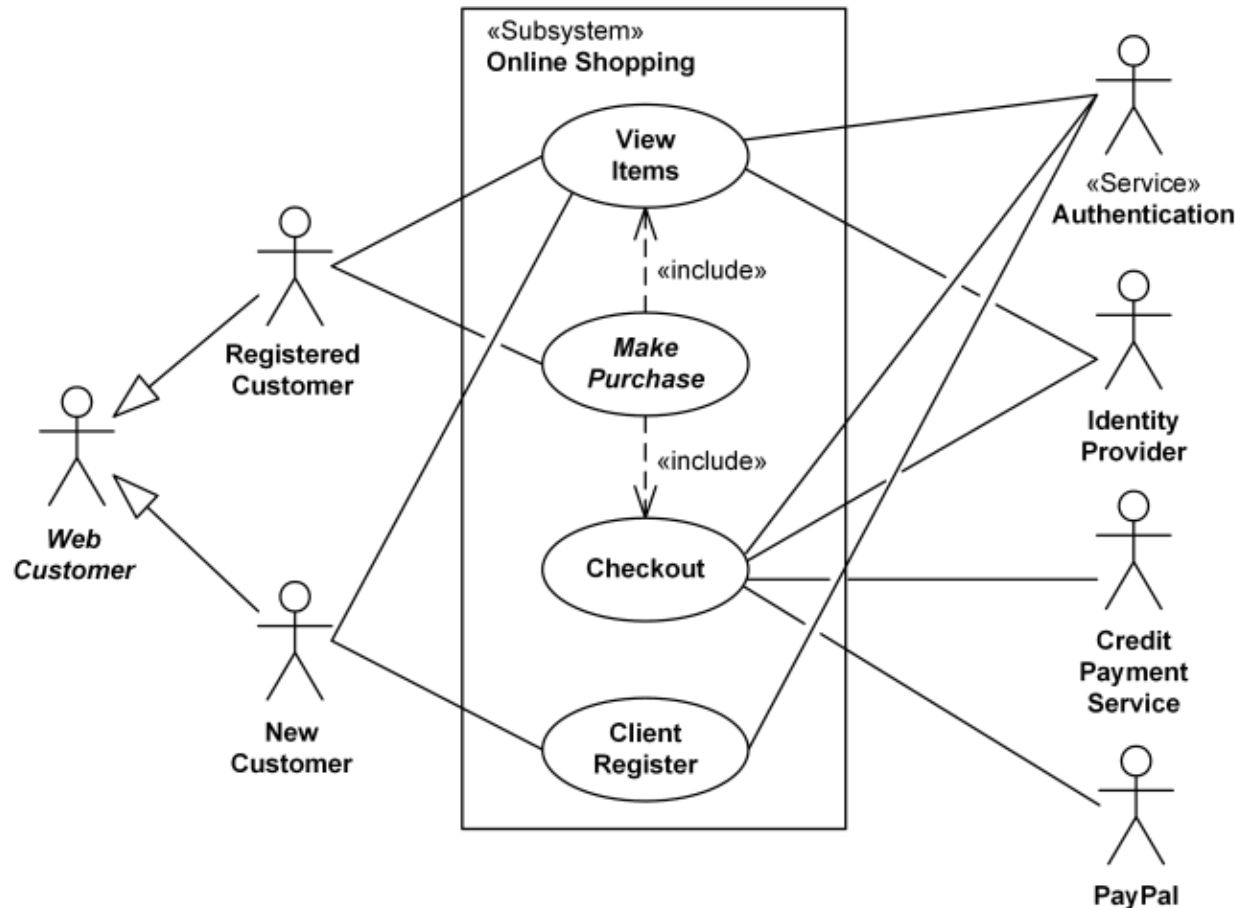 «Subsystem»
Online Shopping
View
Items
«include»
Make
Purchase
«include»
Checkout
Client
Register
Registered
Customer
Web
Customer
New
Customer
«Service»
Authentication
Identity
Provider
Credit
Payment
Service
PayPal